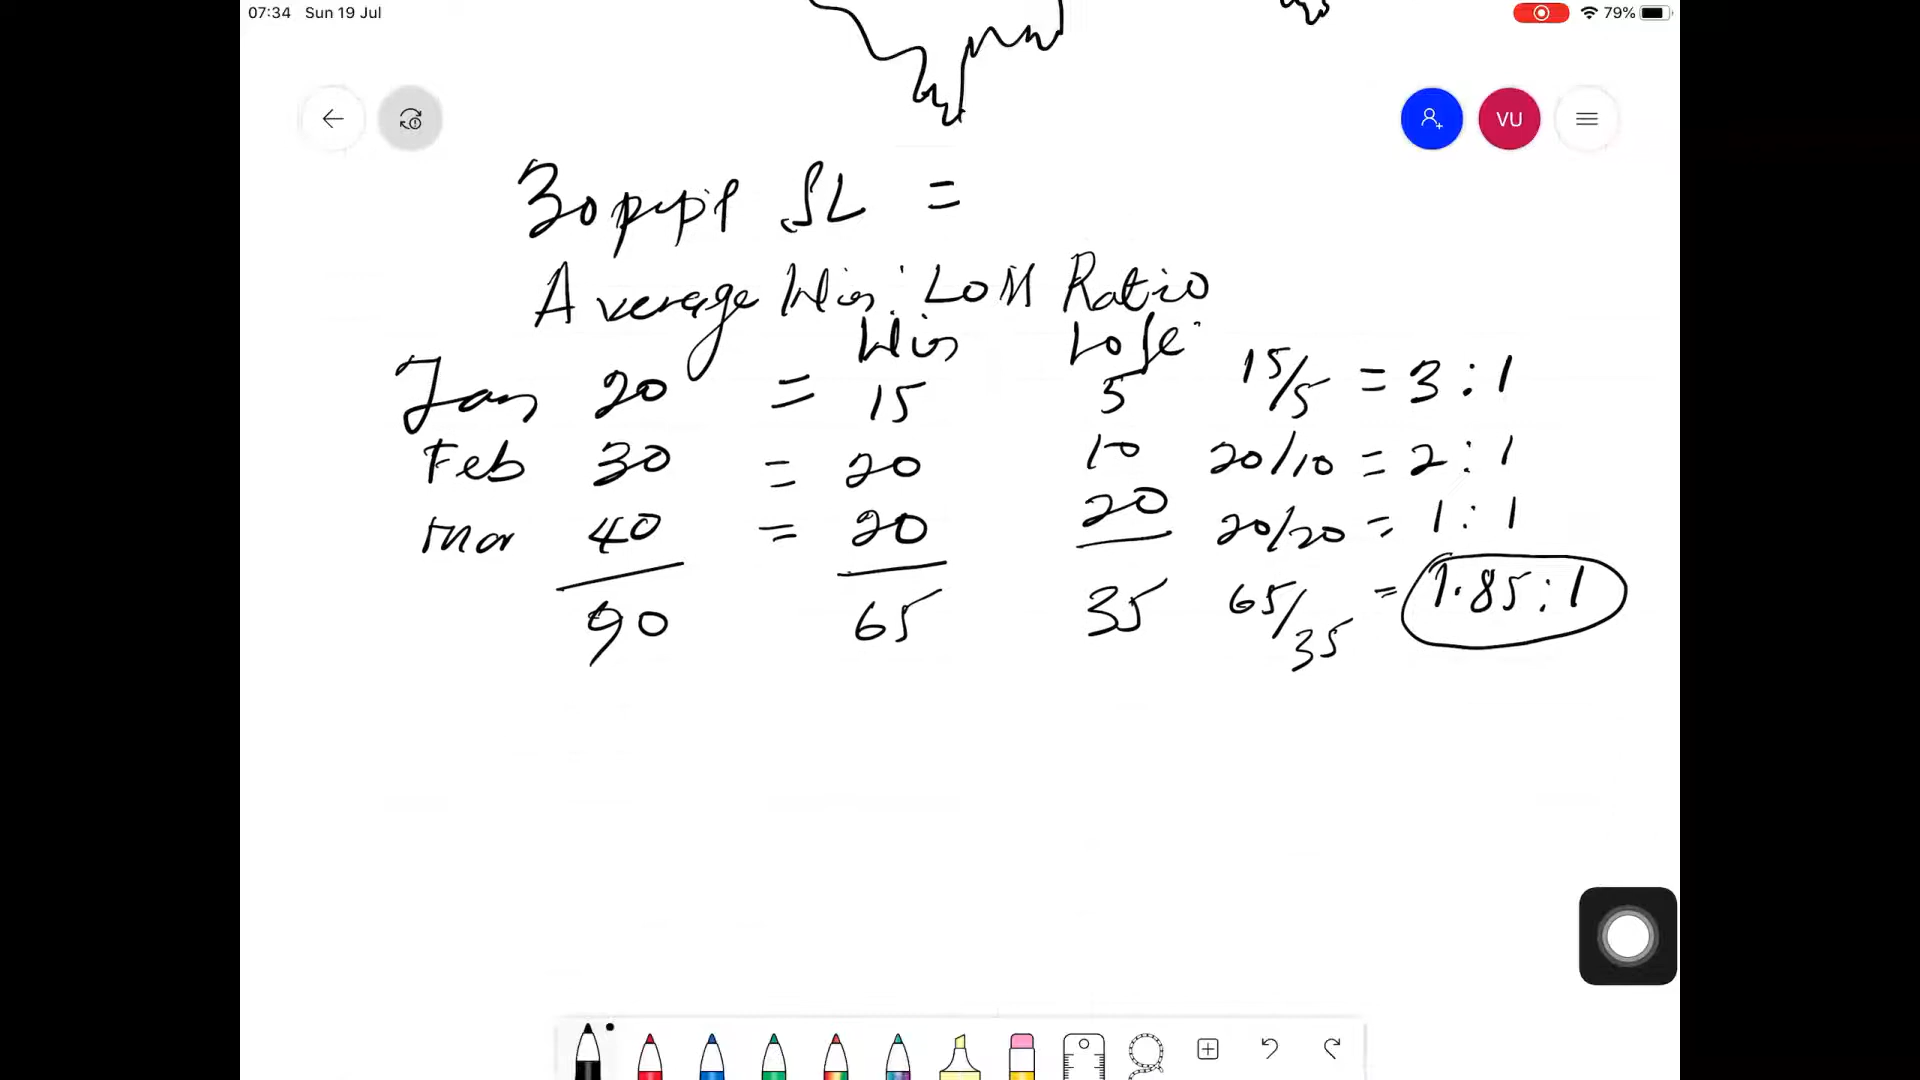 07:34 Sun 19 Jul 79%
VU
30 pips SL =
Average Win: Loss Ratio
Win Lose
Jan 20 = 15 5 15/5 = 3:1
Feb 30 = 20 10 20/10 = 2:1
Mar 40 = 20 20 20/20 = 1:1
90 65 35 65/35 = 1.85:1